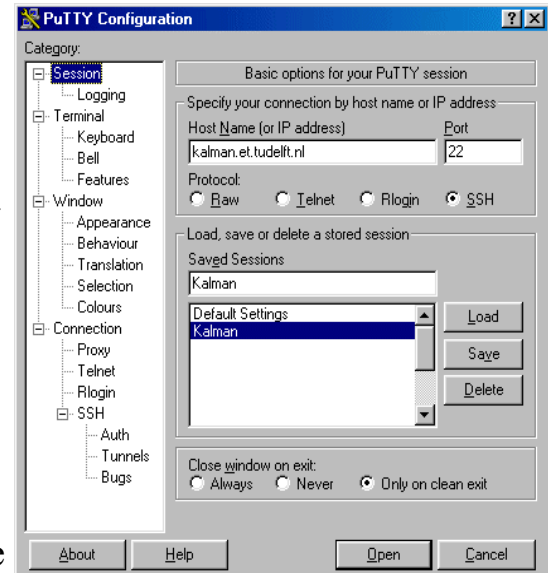 PuTTY Configuration
Category:
Session
Logging
Terminal
Keyboard
Bell
Features
Window
Appearance
Behaviour
Translation
Selection
Colours
Connection
Proxy
Telnet
Rlogin
SSH
Auth
Tunnels
Bugs
Basic options for your PuTTY session
Specify your connection by host name or IP address
Host Name (or IP address) Port
kalman.et.tudelft.nl 22
Protocol:
Raw Telnet Rlogin SSH
Load, save or delete a stored session
Saved Sessions
Kalman
Default Settings Load
Kalman
Save
Delete
Close window on exit:
Always Never Only on clean exit
About Help Open Cancel